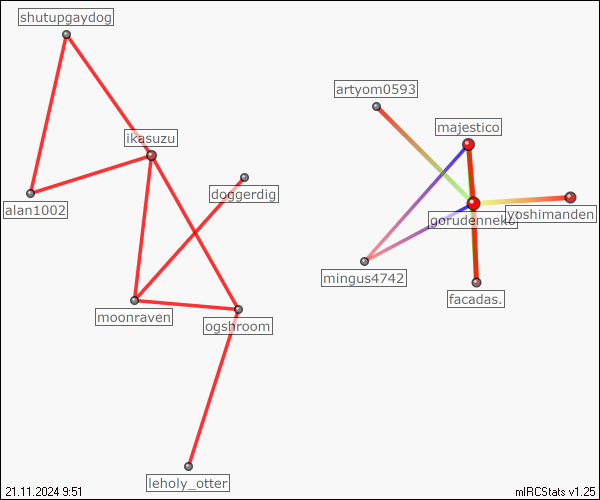 shutupgaydog
artyom0593
majestico
ikasuzu
doggerdig
alan1002
gorudenneko
yoshimanden
mingus4742
facadas.
moonraven
ogshroom
leholy_otter
21.11.2024 9:51
mIRCStats v1.25